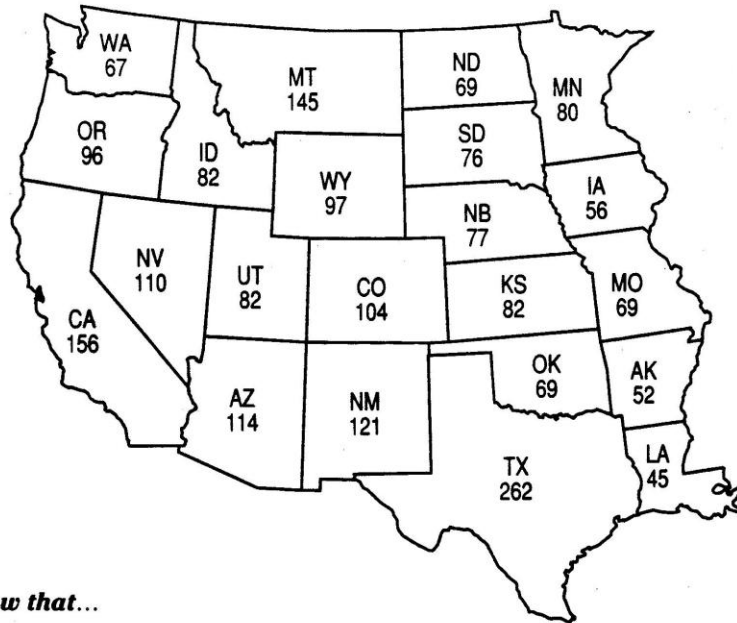 WA
67
MT
145
ND
69
MN
80
OR
96
ID
82
SD
76
WY
97
IA
56
NB
77
NV
110
UT
82
CO
104
KS
82
MO
69
CA
156
AZ
114
NM
121
OK
69
AK
52
TX
262
LA
45
w that...